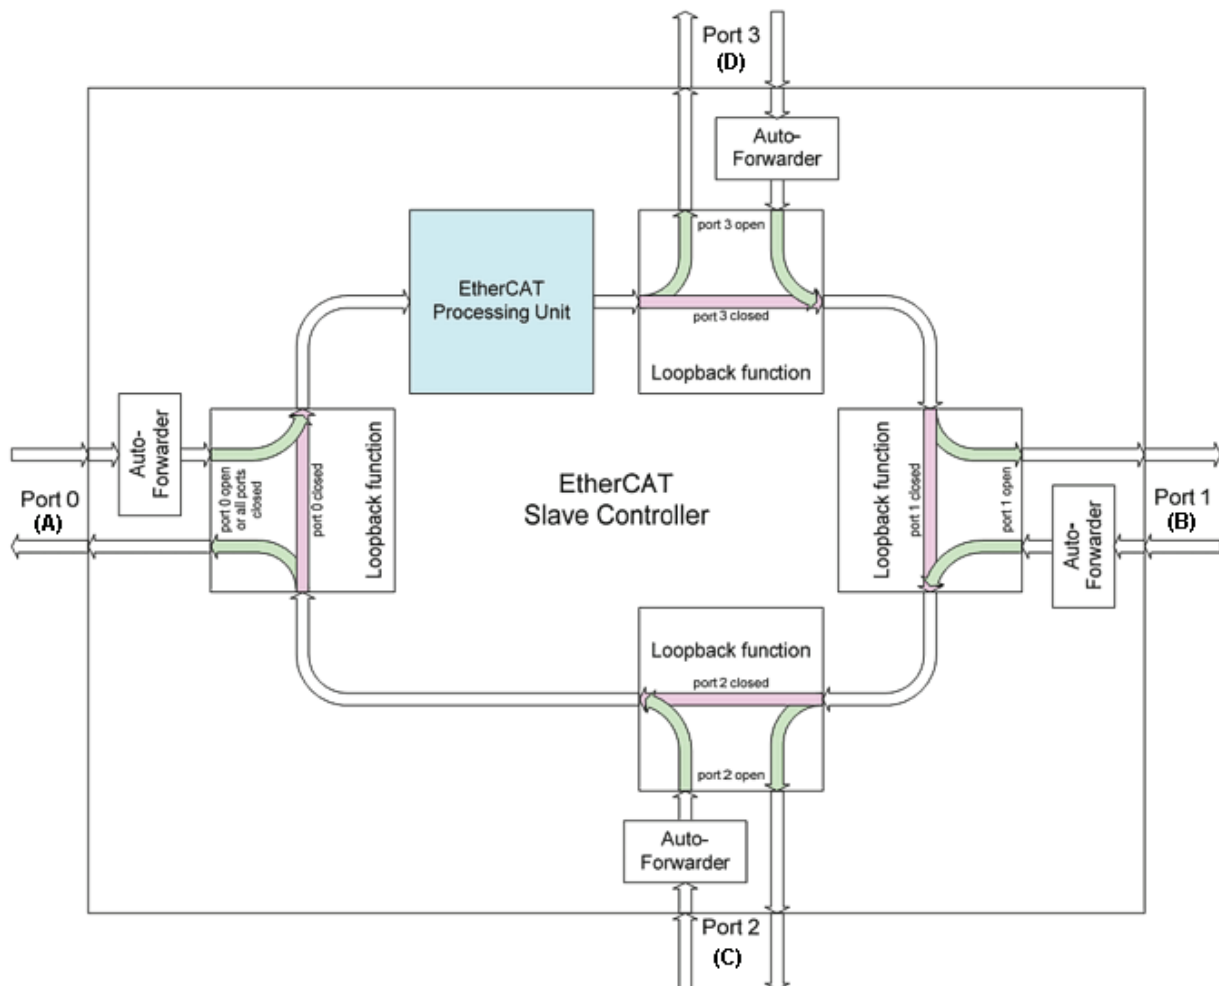 Port 3
(D)
Auto-
Forwarder
port 3 open
EtherCAT
Processing Unit
port 3 closed
Loopback function
Auto-
Forwarder
port 0 open
or all ports
closed
port 0 closed
Loopback function
Port 0
(A)
EtherCAT
Slave Controller
Loopback function
port 1 closed
port 1 open
Auto-
Forwarder
Port 1
(B)
Loopback function
port 2 closed
port 2 open
Auto-
Forwarder
Port 2
(C)